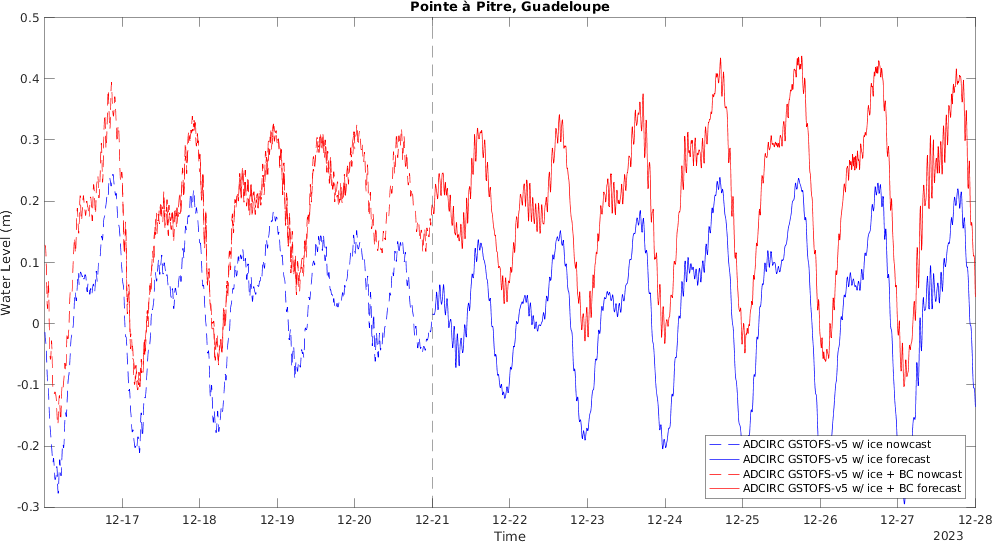 Pointe à Pitre, Guadeloupe
0.5
0.4
0.3
0.2
0.1
0
-0.1
-0.2
-0.3
Water Level (m)
12-17 12-18 12-19 12-20 12-21 12-22 12-23 12-24 12-25 12-26 12-27 12-28
Time
2023
ADCIRC GSTOFS-v5 w/ ice nowcast
ADCIRC GSTOFS-v5 w/ ice forecast
ADCIRC GSTOFS-v5 w/ ice + BC nowcast
ADCIRC GSTOFS-v5 w/ ice + BC forecast